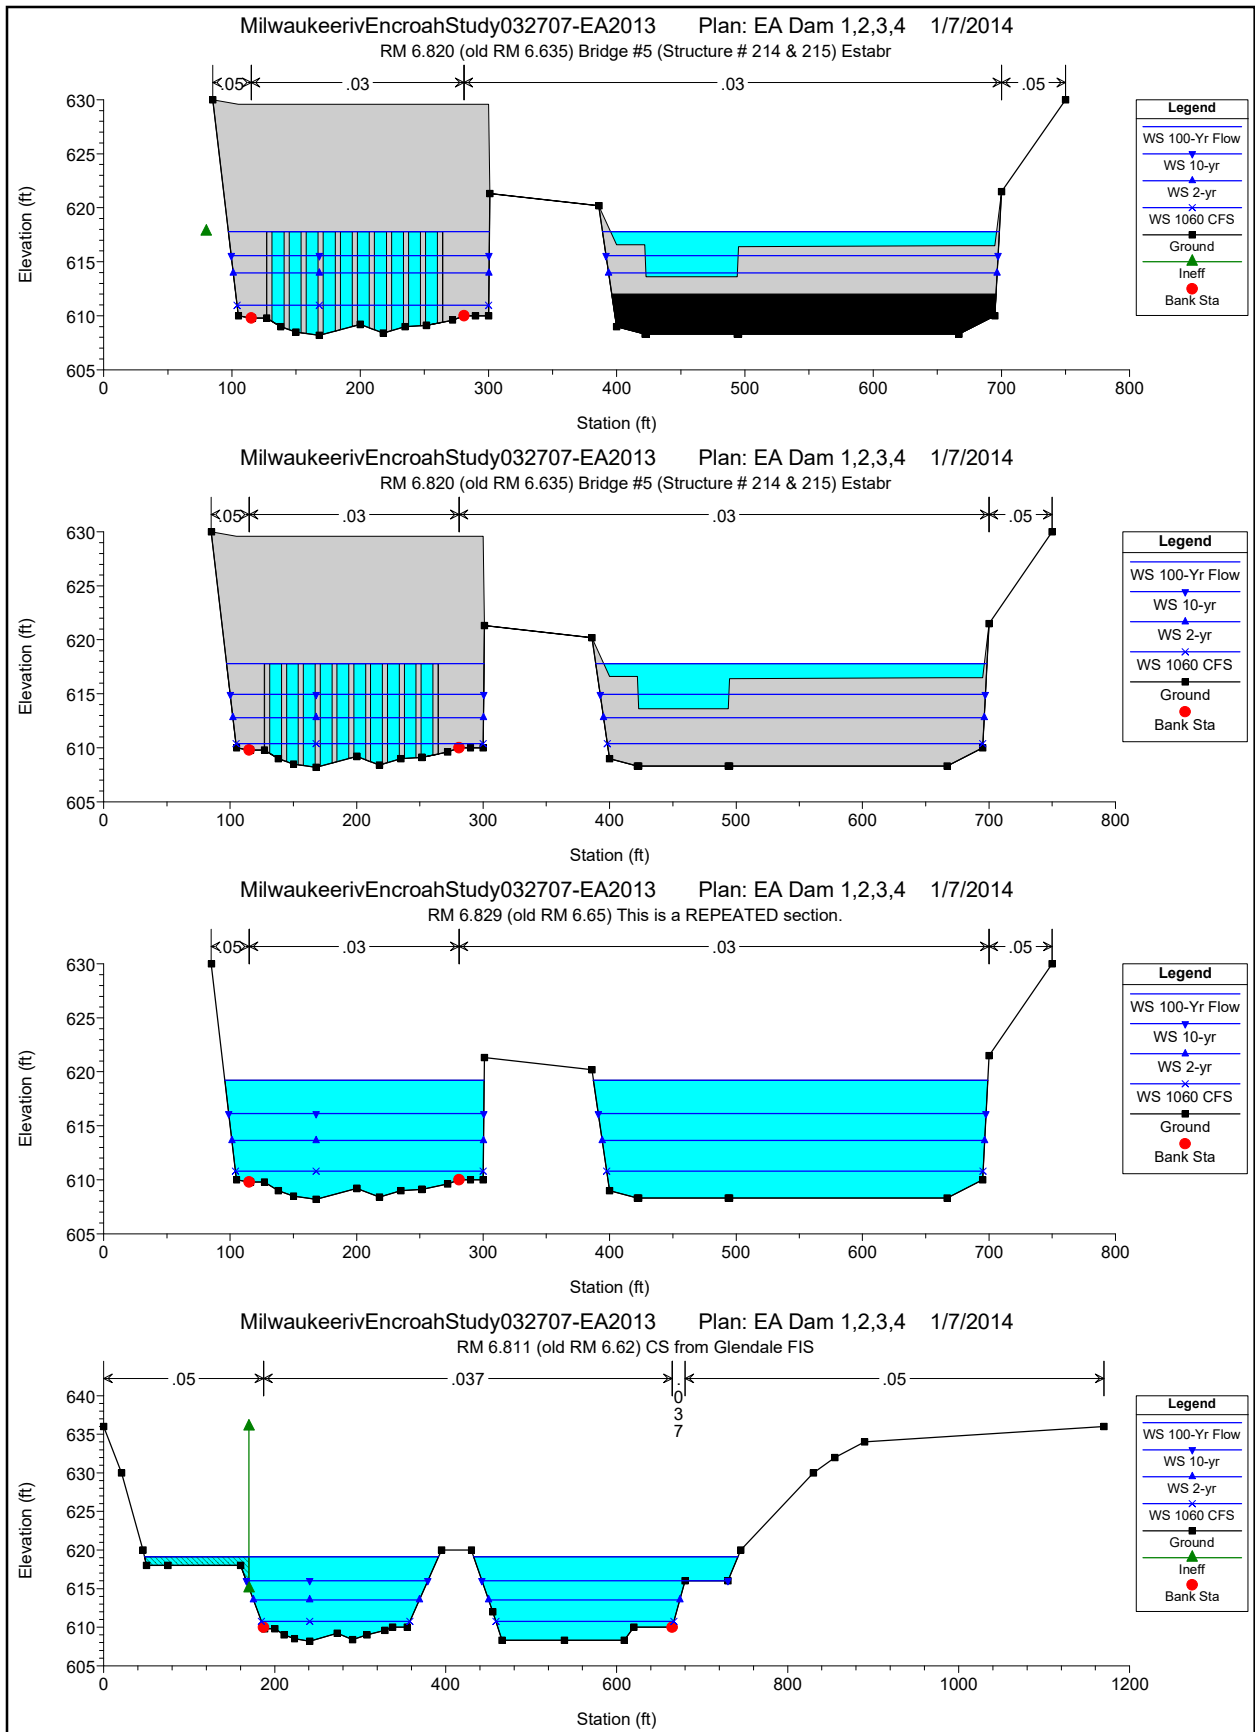 MilwaukeerivEncroahStudy032707-EA2013 Plan: EA Dam 1,2,3,4 1/7/2014
RM 6.820 (old RM 6.635) Bridge #5 (Structure # 214 & 215) Estabr
.05 .03 .03 .05
630
625
620
615
610
605
Elevation (ft)
0 100 200 300 400 500 600 700 800
Station (ft)
Legend
WS 100-Yr Flow
WS 10-yr
WS 2-yr
WS 1060 CFS
Ground
Ineff
Bank Sta
MilwaukeerivEncroahStudy032707-EA2013 Plan: EA Dam 1,2,3,4 1/7/2014
RM 6.820 (old RM 6.635) Bridge #5 (Structure # 214 & 215) Estabr
.05 .03 .03 .05
630
625
620
615
610
605
Elevation (ft)
0 100 200 300 400 500 600 700 800
Station (ft)
Legend
WS 100-Yr Flow
WS 10-yr
WS 2-yr
WS 1060 CFS
Ground
Bank Sta
MilwaukeerivEncroahStudy032707-EA2013 Plan: EA Dam 1,2,3,4 1/7/2014
RM 6.829 (old RM 6.65) This is a REPEATED section.
.05 .03 .03 .05
630
625
620
615
610
605
Elevation (ft)
0 100 200 300 400 500 600 700 800
Station (ft)
Legend
WS 100-Yr Flow
WS 10-yr
WS 2-yr
WS 1060 CFS
Ground
Bank Sta
MilwaukeerivEncroahStudy032707-EA2013 Plan: EA Dam 1,2,3,4 1/7/2014
RM 6.811 (old RM 6.62) CS from Glendale FIS
.05 .037 .037 .05
640
635
630
625
620
615
610
605
Elevation (ft)
0 200 400 600 800 1000 1200
Station (ft)
Legend
WS 100-Yr Flow
WS 10-yr
WS 2-yr
WS 1060 CFS
Ground
Ineff
Bank Sta